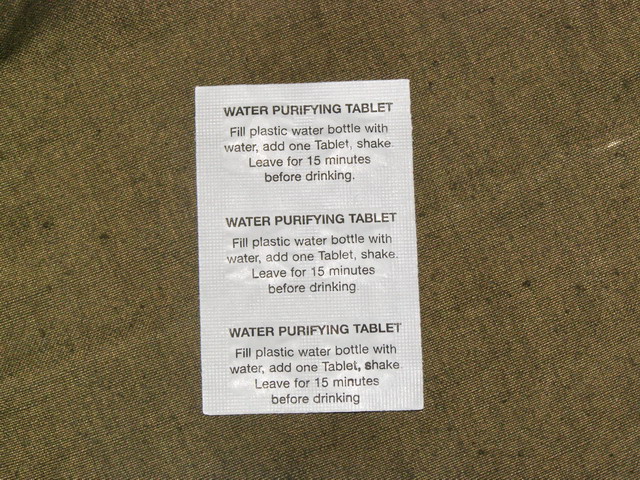 WATER PURIFYING TABLET
Fill plastic water bottle with
water, add one Tablet, shake.
Leave for 15 minutes
before drinking.
WATER PURIFYING TABLET
Fill plastic water bottle with
water, add one Tablet, shake.
Leave for 15 minutes
before drinking
WATER PURIFYING TABLET
Fill plastic water bottle with
water, add one Tablet, shake
Leave for 15 minutes
before drinking